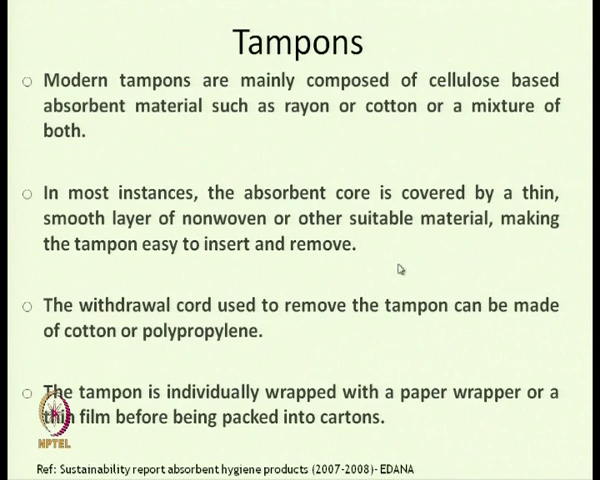 Tampons
Modern tampons are mainly composed of cellulose based
absorbent material such as rayon or cotton or a mixture of
both.
In most instances, the absorbent core is covered by a thin,
smooth layer of nonwoven or other suitable material, making
the tampon easy to insert and remove.
The withdrawal cord used to remove the tampon can be made
of cotton or polypropylene.
The tampon is individually wrapped with a paper wrapper or a
thin film before being packed into cartons.
NPTEL
Ref: Sustainability report absorbent hygiene products (2007-2008)- EDANA